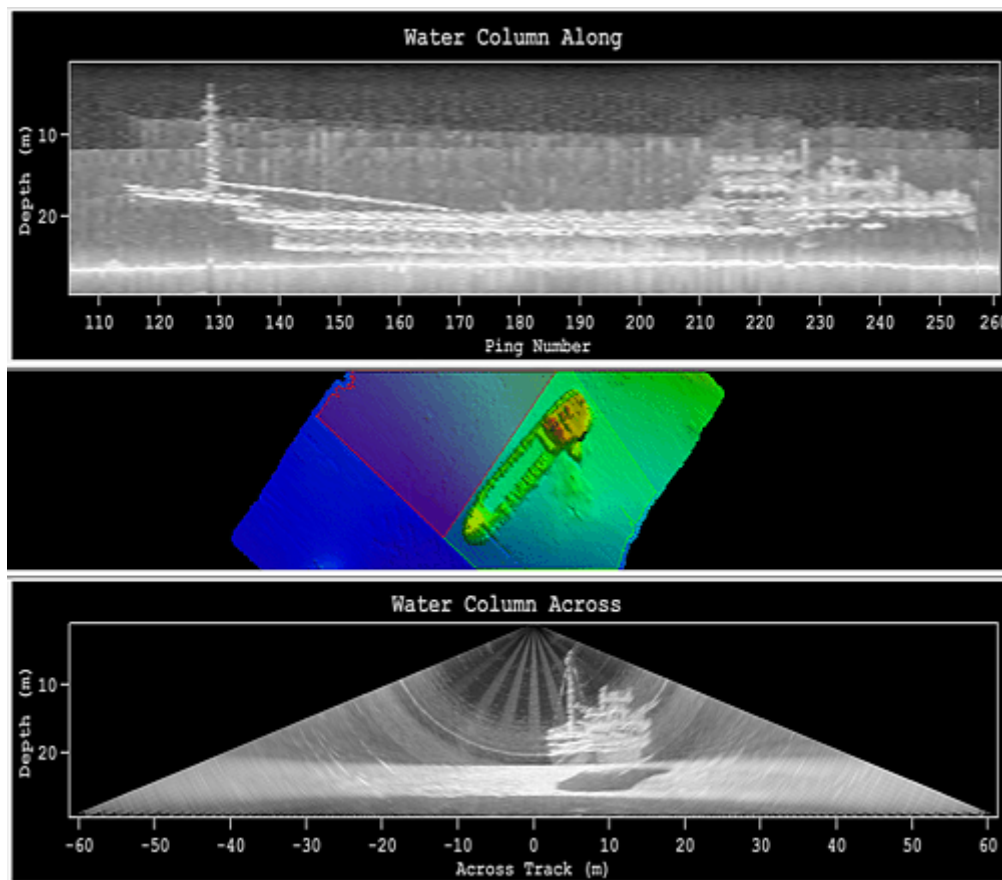 Water Column Along
Depth (m)
10
20
110 120 130 140 150 160 170 180 190 200 210 220 230 240 250 260
Ping Number
Water Column Across
Depth (m)
10
20
-60 -50 -40 -30 -20 -10 0 10 20 30 40 50 60
Across Track (m)